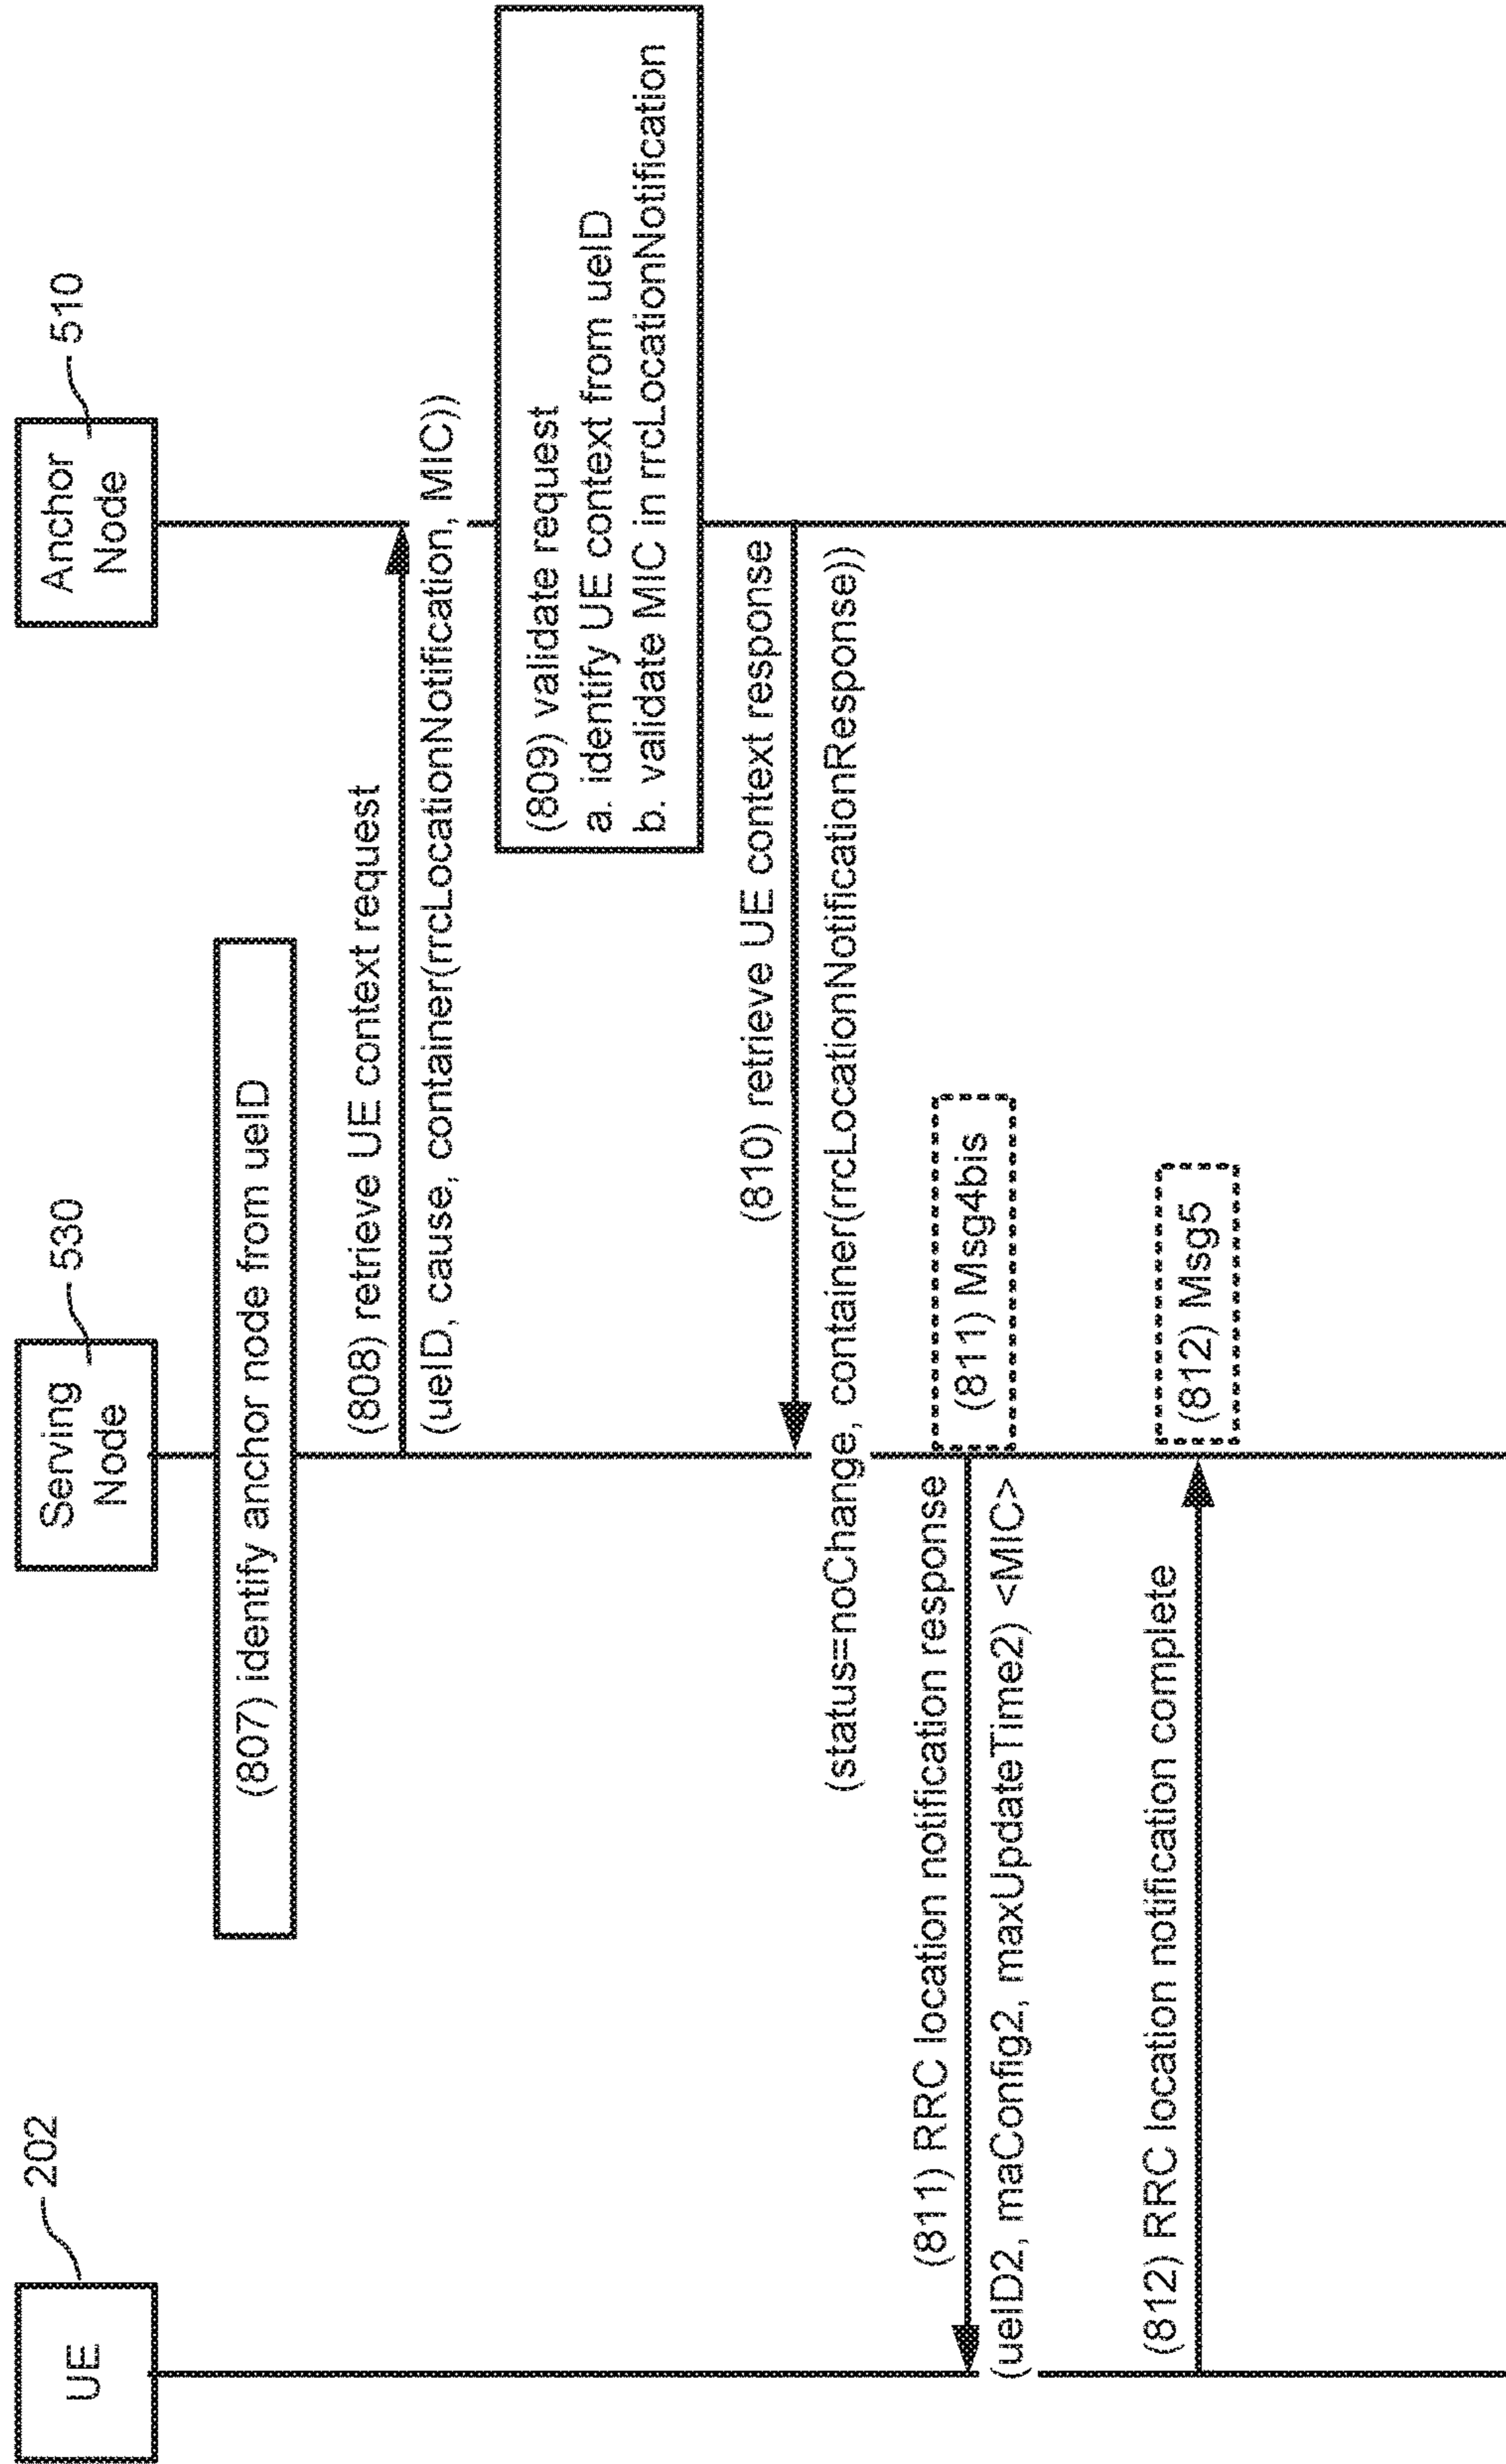 UE
202
Serving
Node
530
Anchor
Node
510
(807) identify anchor node from ueID
(808) retrieve UE context request
(ueID, cause, container(rrcLocationNotification, MIC))
(809) validate request
a. identify UE context from ueID
b. validate MIC in rrcLocationNotification
(810) retrieve UE context response
(status=noChange, container(rrcLocationNotificationResponse))
(811) RRC location notification response
(811) Msg4bis
(ueID2, maConfig2, maxUpdateTime2) <MIC>
(812) RRC location notification complete
(812) Msg5